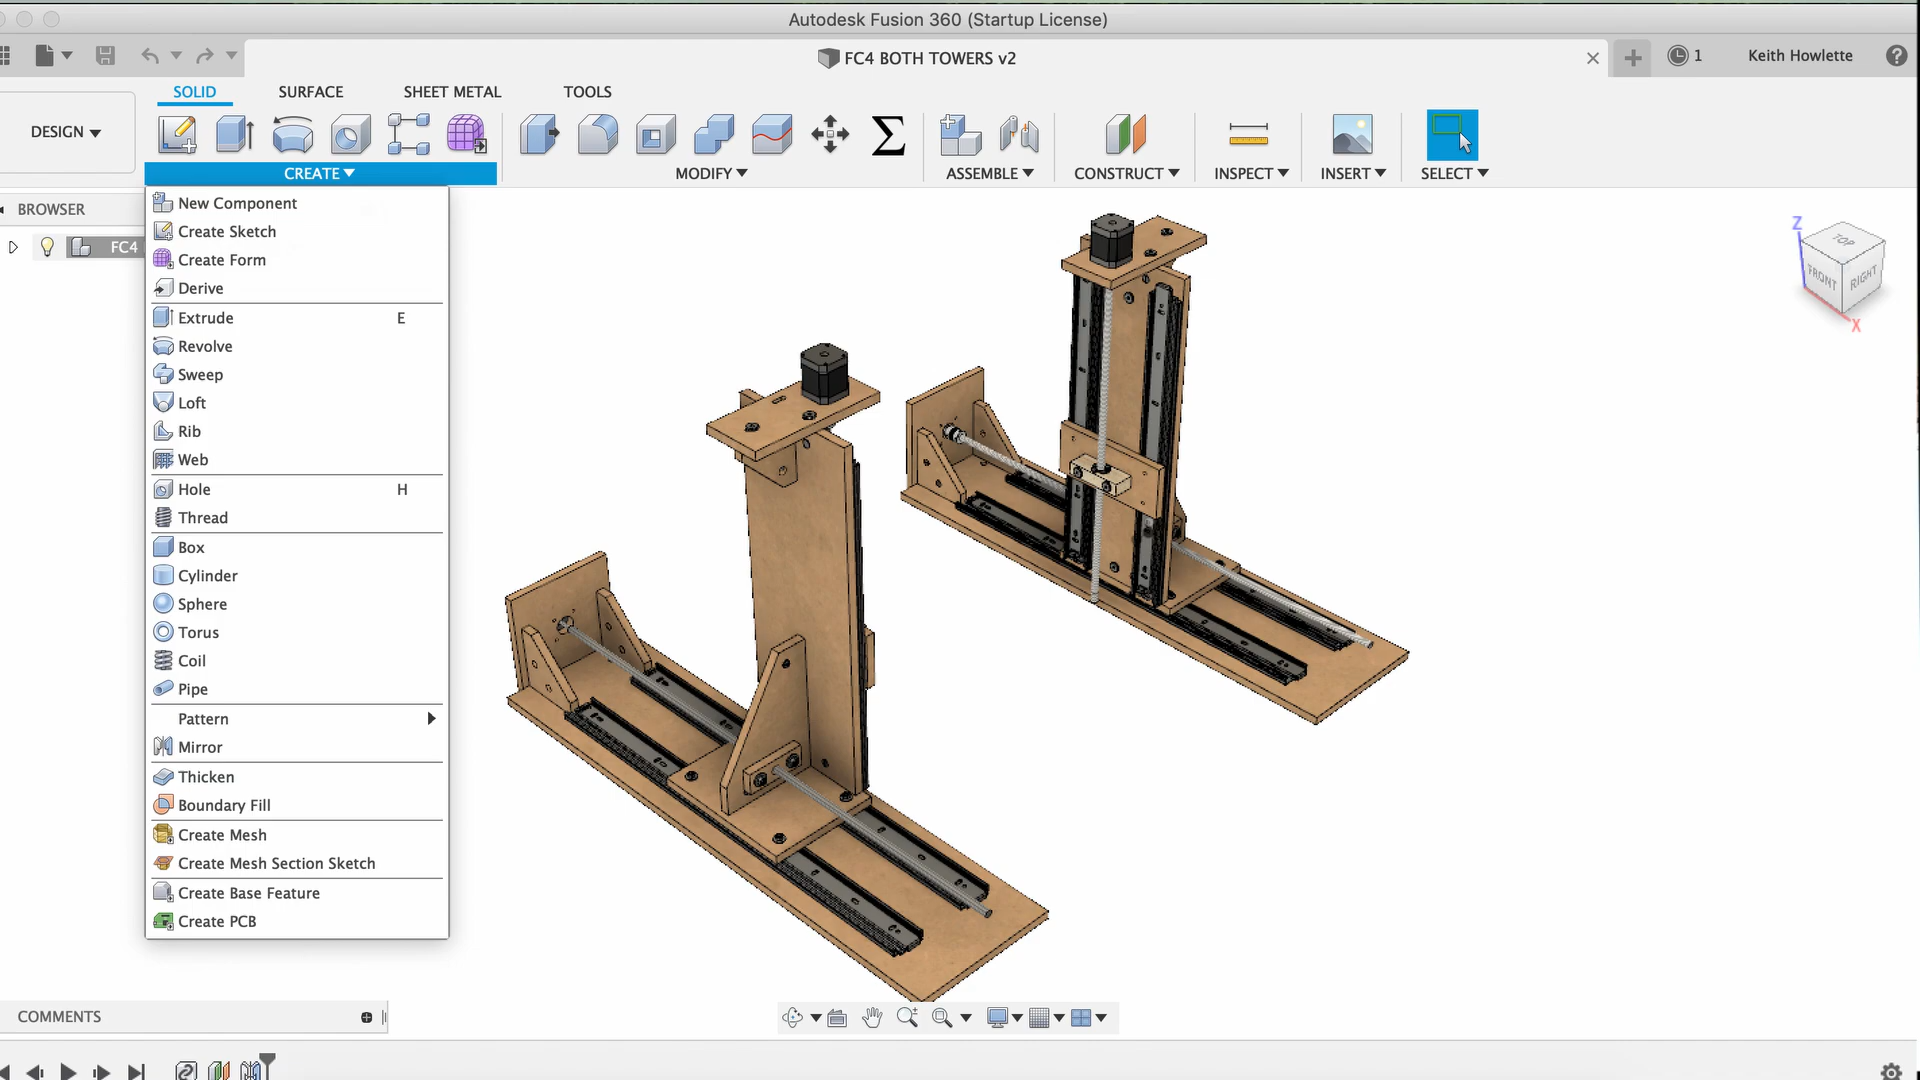 Autodesk Fusion 360 (Startup License)
FC4 BOTH TOWERS v2
1
Keith Howlette
SOLID
SURFACE
SHEET METAL
TOOLS
DESIGN
CREATE
MODIFY
ASSEMBLE
CONSTRUCT
INSPECT
INSERT
SELECT
BROWSER
FC4
New Component
Create Sketch
Create Form
Derive
Extrude E
Revolve
Sweep
Loft
Rib
Web
Hole H
Thread
Box
Cylinder
Sphere
Torus
Coil
Pipe
Pattern
Mirror
Thicken
Boundary Fill
Create Mesh
Create Mesh Section Sketch
Create Base Feature
Create PCB
Z
TOP
FRONT
RIGHT
X
COMMENTS